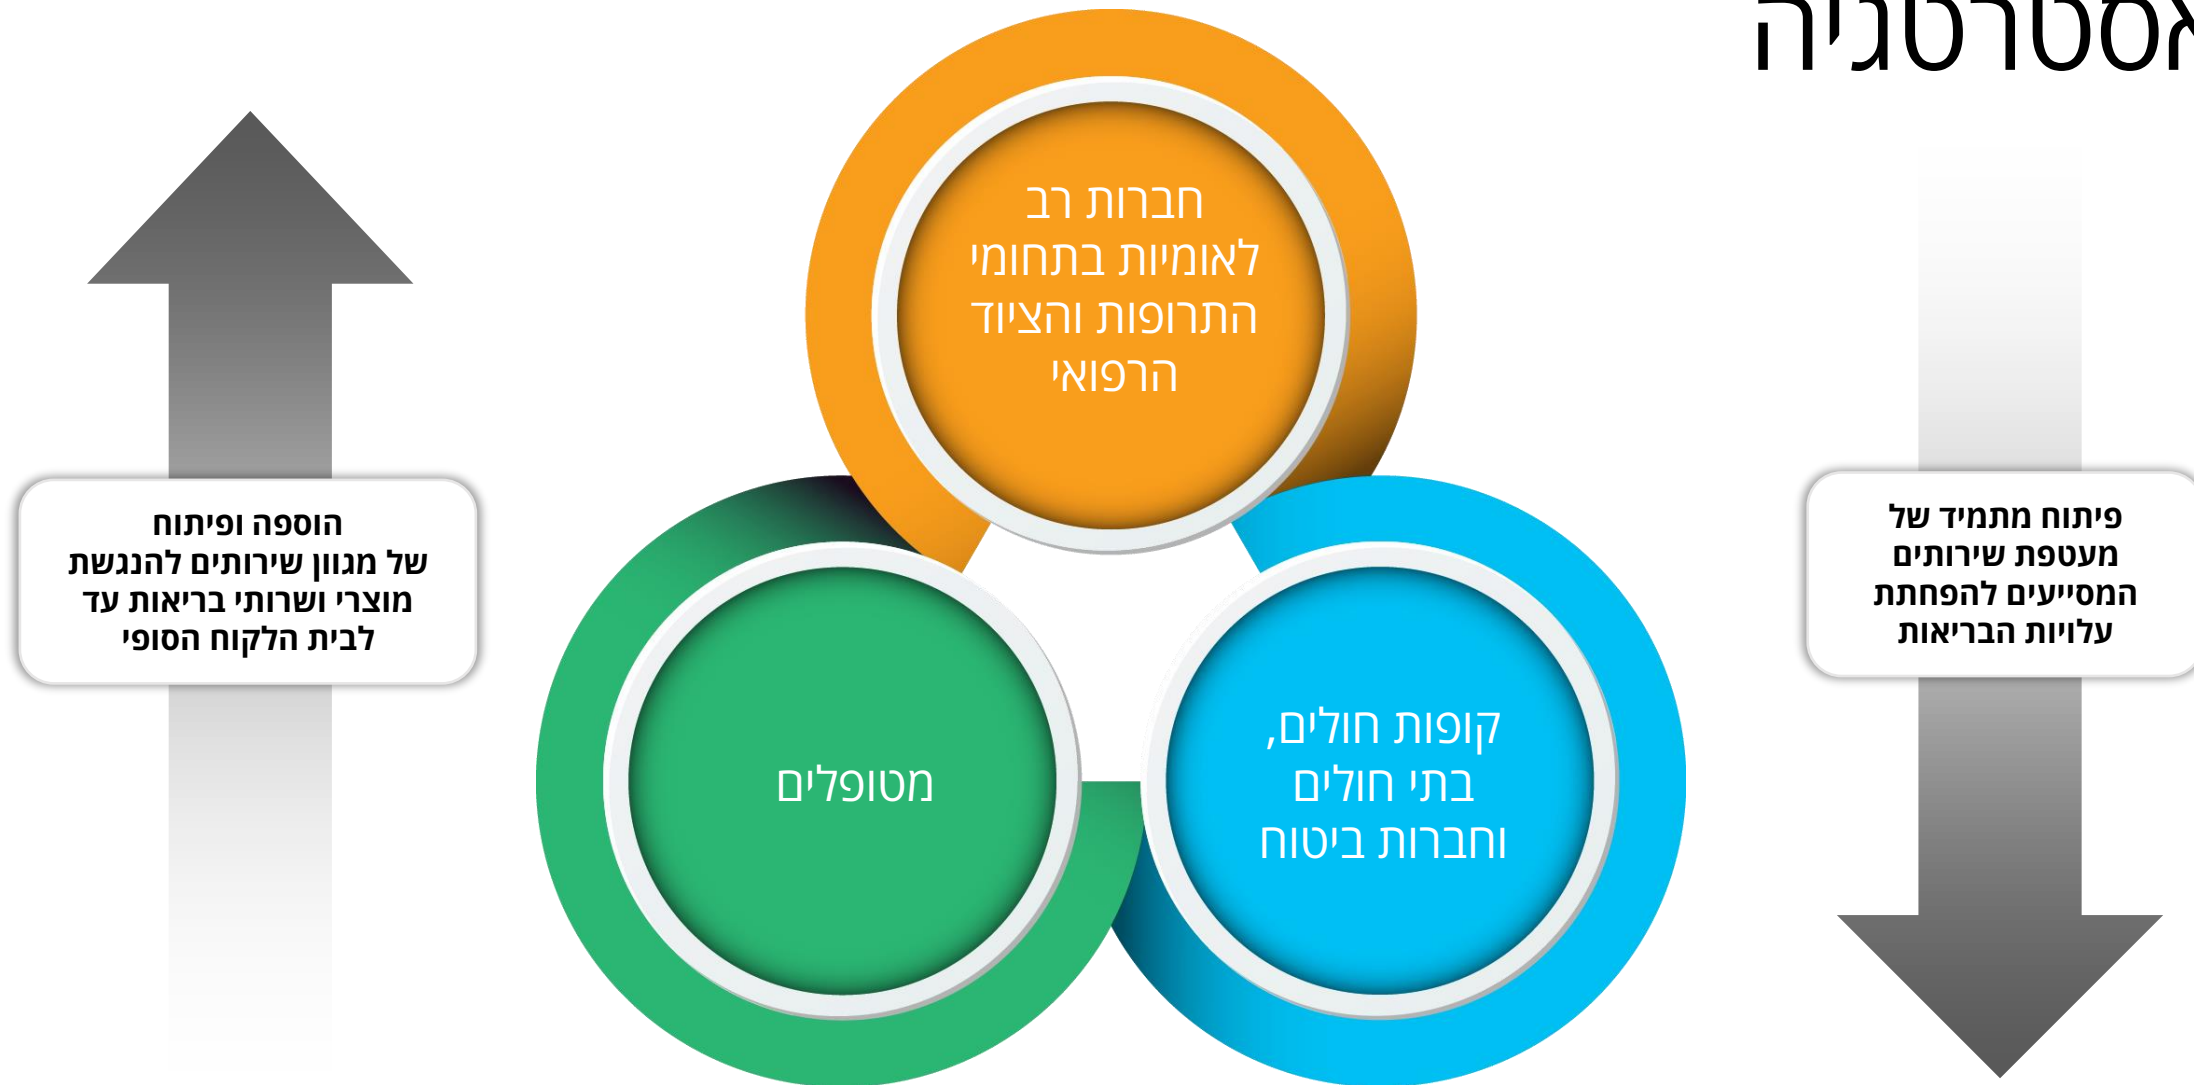 אסטרטגיה
חברות רב
לאומיות בתחומי
התרופות והציוד
הרפואי
פיתוח מתמיד של
מעטפת שירותים
המסייעים להפחתת
עלויות הבריאות
הוספה ופיתוח
של מגוון שירותים להנגשת
מוצרי ושרותי בריאות עד
לבית הלקוח הסופי
קופות חולים,
בתי חולים
וחברות ביטוח
מטופלים